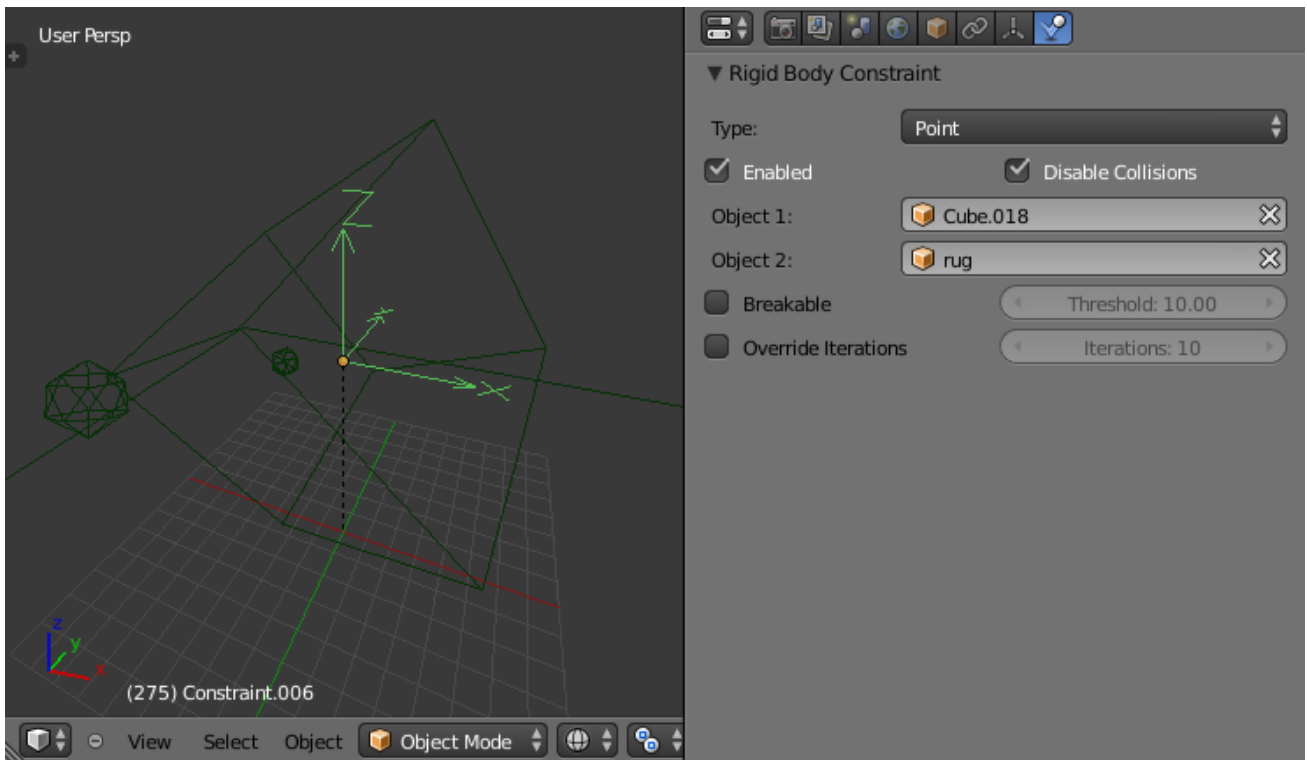 User Persp
Z
X
z
y
x
(275) Constraint.006
View Select Object Object Mode
Rigid Body Constraint
Type: Point
Enabled Disable Collisions
Object 1: Cube.018
Object 2: rug
Breakable Threshold: 10.00
Override Iterations Iterations: 10